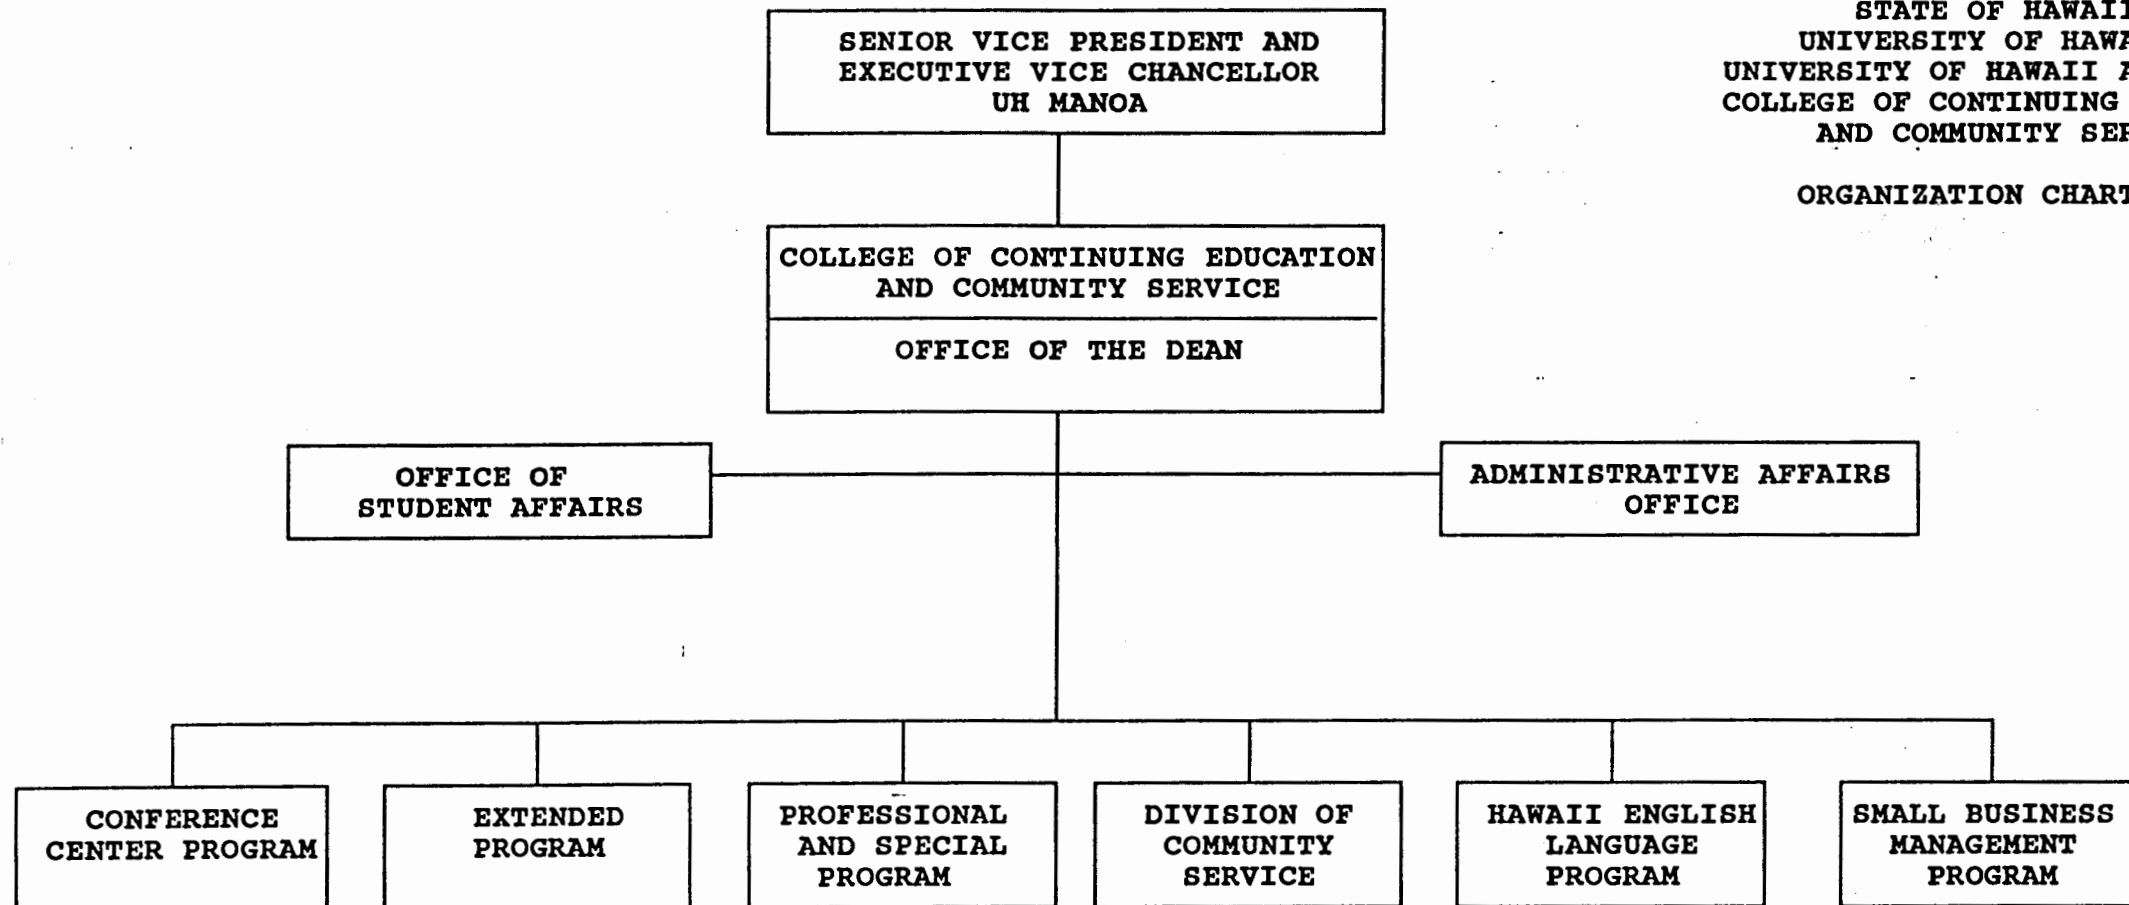 SENIOR VICE PRESIDENT AND
EXECUTIVE VICE CHANCELLOR
UH MANOA
STATE OF HAWAII
UNIVERSITY OF
UNIVERSITY OF HAWAII
COLLEGE OF CONTINUING
AND COMMUNITY
ORGANIZATION CHART
COLLEGE OF CONTINUING EDUCATION
AND COMMUNITY SERVICE
OFFICE OF THE DEAN
OFFICE OF
STUDENT AFFAIRS
ADMINISTRATIVE AFFAIRS
OFFICE
CONFERENCE
CENTER PROGRAM
EXTENDED
PROGRAM
PROFESSIONAL
AND SPECIAL
PROGRAM
DIVISION OF
COMMUNITY
SERVICE
HAWAII ENGLISH
LANGUAGE
PROGRAM
SMALL BUSINESS
MANAGEMENT
PROGRAM